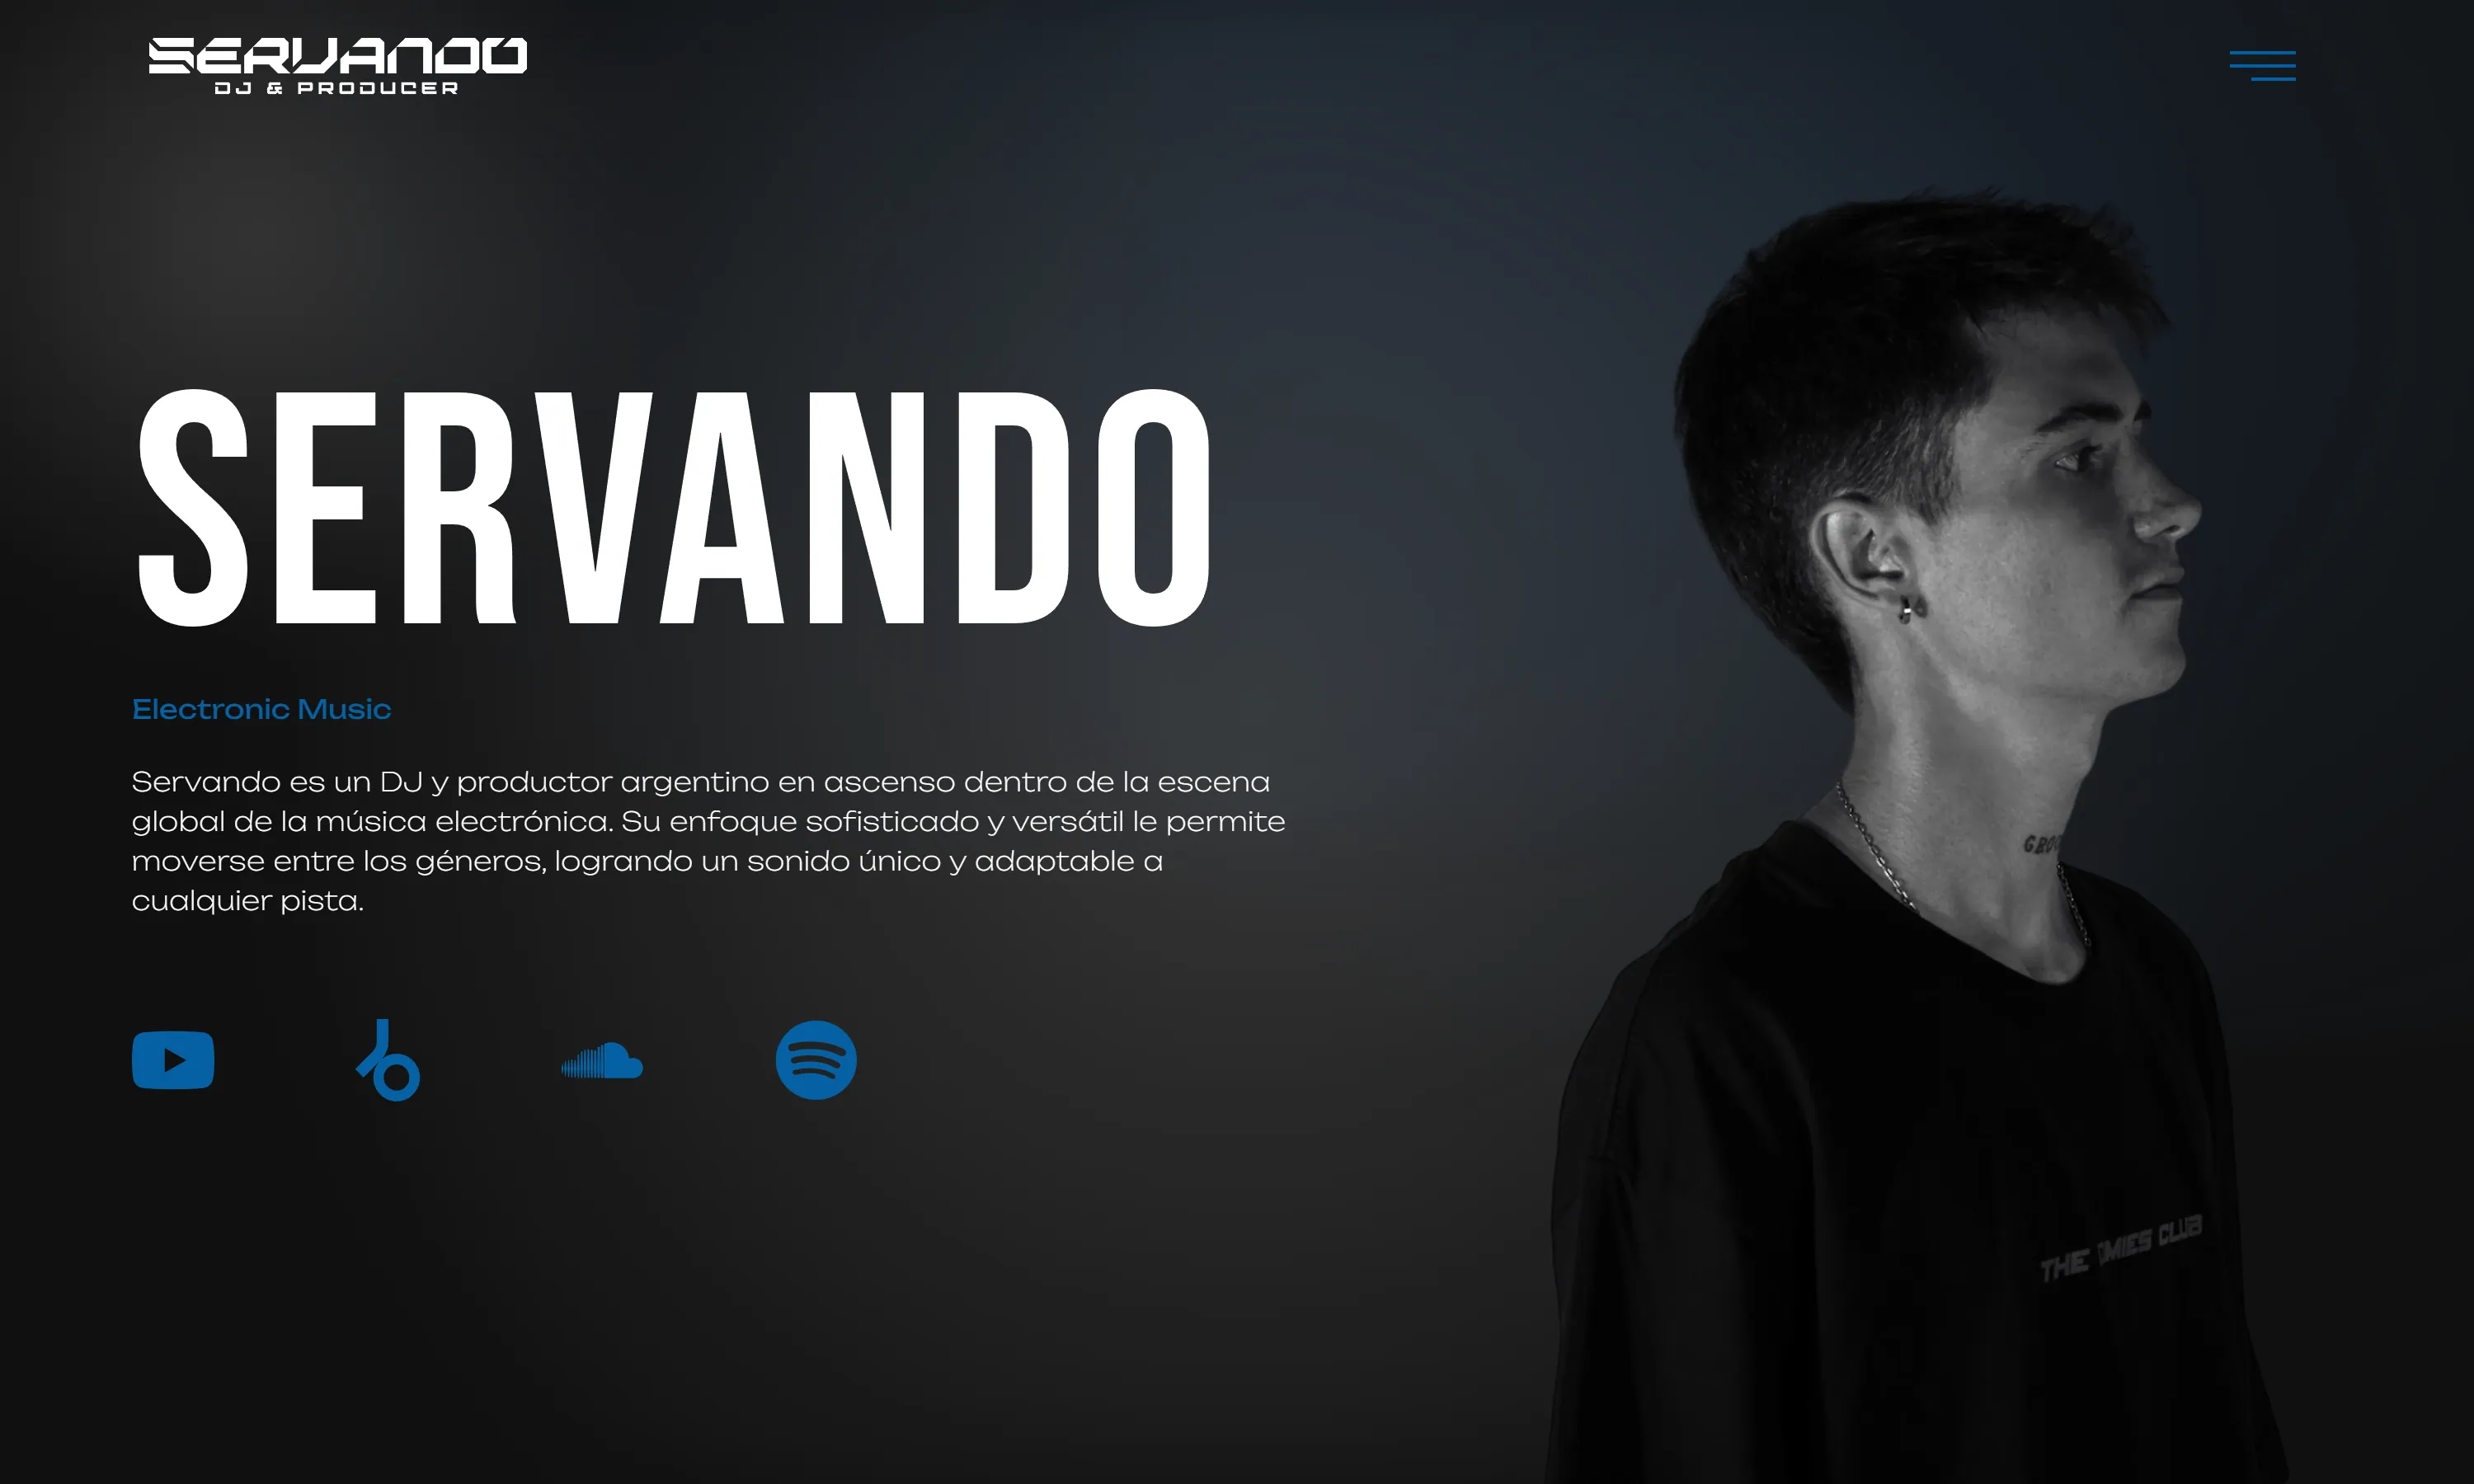 SERVANDO
DJ & PRODUCER
SERVANDO
Electronic Music
Servando es un DJ y productor argentino en ascenso dentro de la escena
global de la música electrónica. Su enfoque sofisticado y versátil le permite
moverse entre los géneros, logrando un sonido único y adaptable a
cualquier pista.
THE CLUB